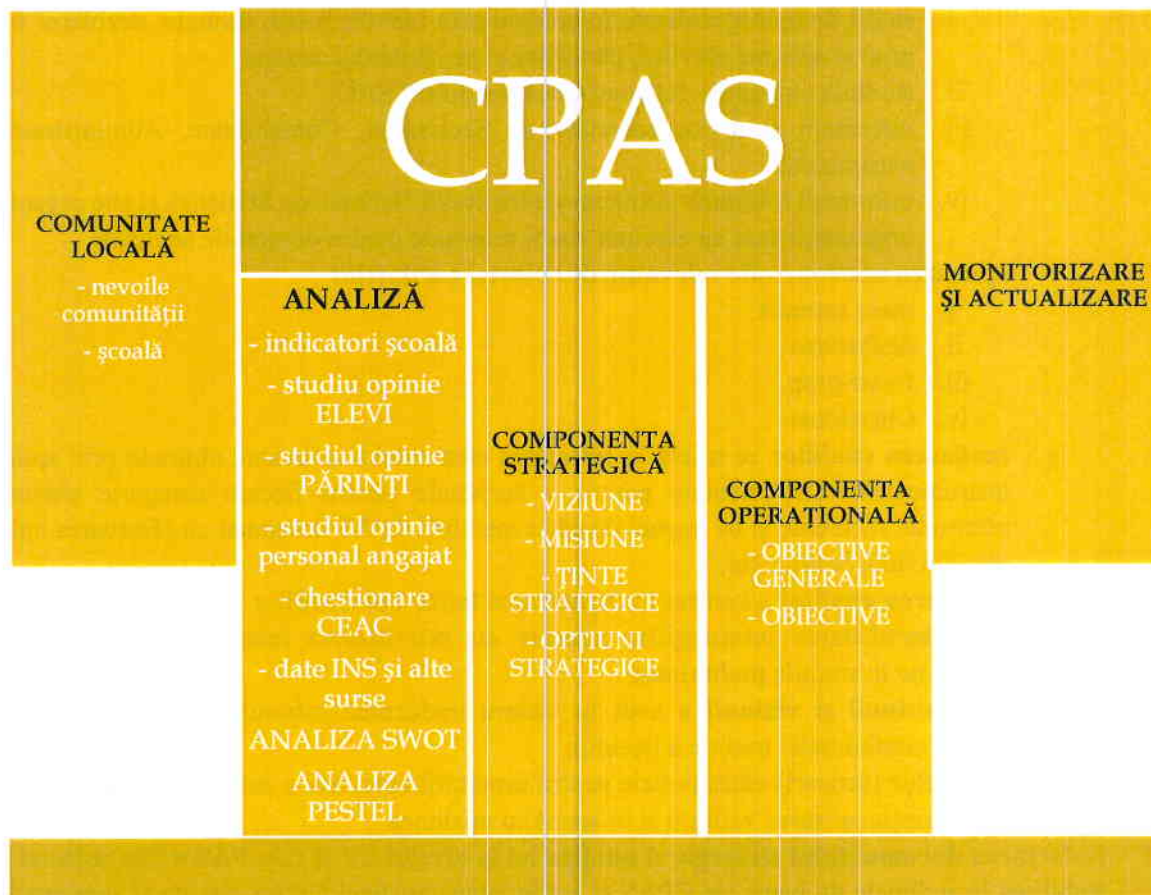 CPAS
COMUNITATE
LOCALĂ
- nevoile
comunității
- școală
ANALIZĂ
- indicatori școală
- studiu opinie
ELEVI
- studiul opinie
PĂRINȚI
- studiul opinie
personal angajat
- chestionare
CEAC
- date INS și alte
surse
ANALIZA SWOT
ANALIZA
PESTEL
COMPONENTA
STRATEGICĂ
- VIZIUNE
- MISIUNE
- ȚINTE
STRATEGICE
- OPȚIUNI
STRATEGICE
COMPONENTA
OPERAȚIONALĂ
- OBIECTIVE
GENERALE
- OBIECTIVE
MONITORIZARE
ȘI ACTUALIZARE